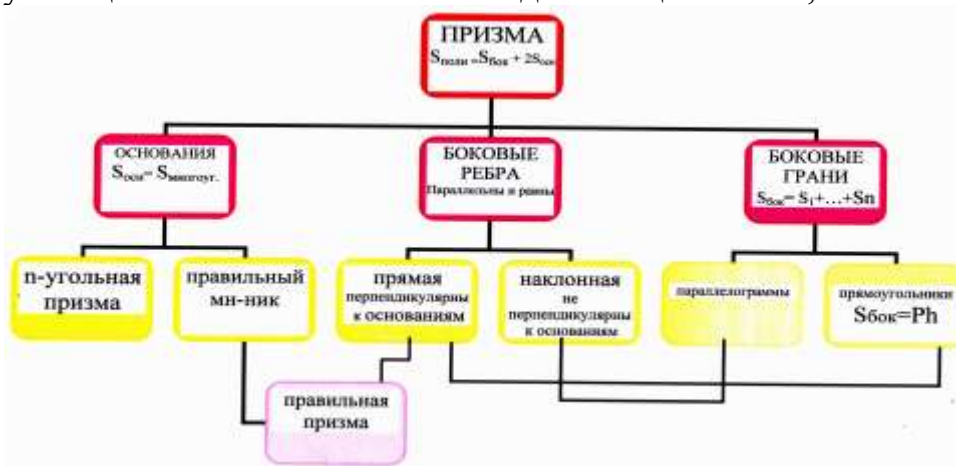 ПРИЗМА
Sполн =Sбок + 2Sосн
ОСНОВАНИЯ
Sосн= Sмногоуг.
БОКОВЫЕ
РЕБРА
Параллельны и равны
БОКОВЫЕ
ГРАНИ
Sбок= S1+...+Sn
n-угольная
призма
правильный
мн-ник
прямая
перпендикулярны
к основаниям
наклонная
не
перпендикулярны
к основаниям
параллелограммы
прямоугольники
Sбок=Ph
правильная
призма